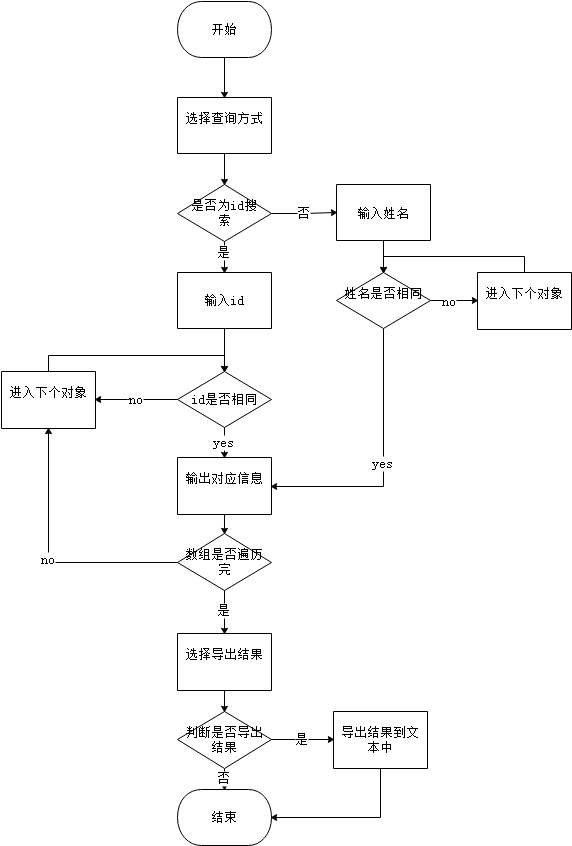 开始
选择查询方式
是否为id搜
索
否
输入姓名
是
输入id
姓名是否相同
no
进入下个对象
进入下个对象
no
id是否相同
yes
yes
输出对应信息
数组是否遍历
完
no
是
选择导出结果
判断是否导出
结果
是
导出结果到文
本中
否
结束